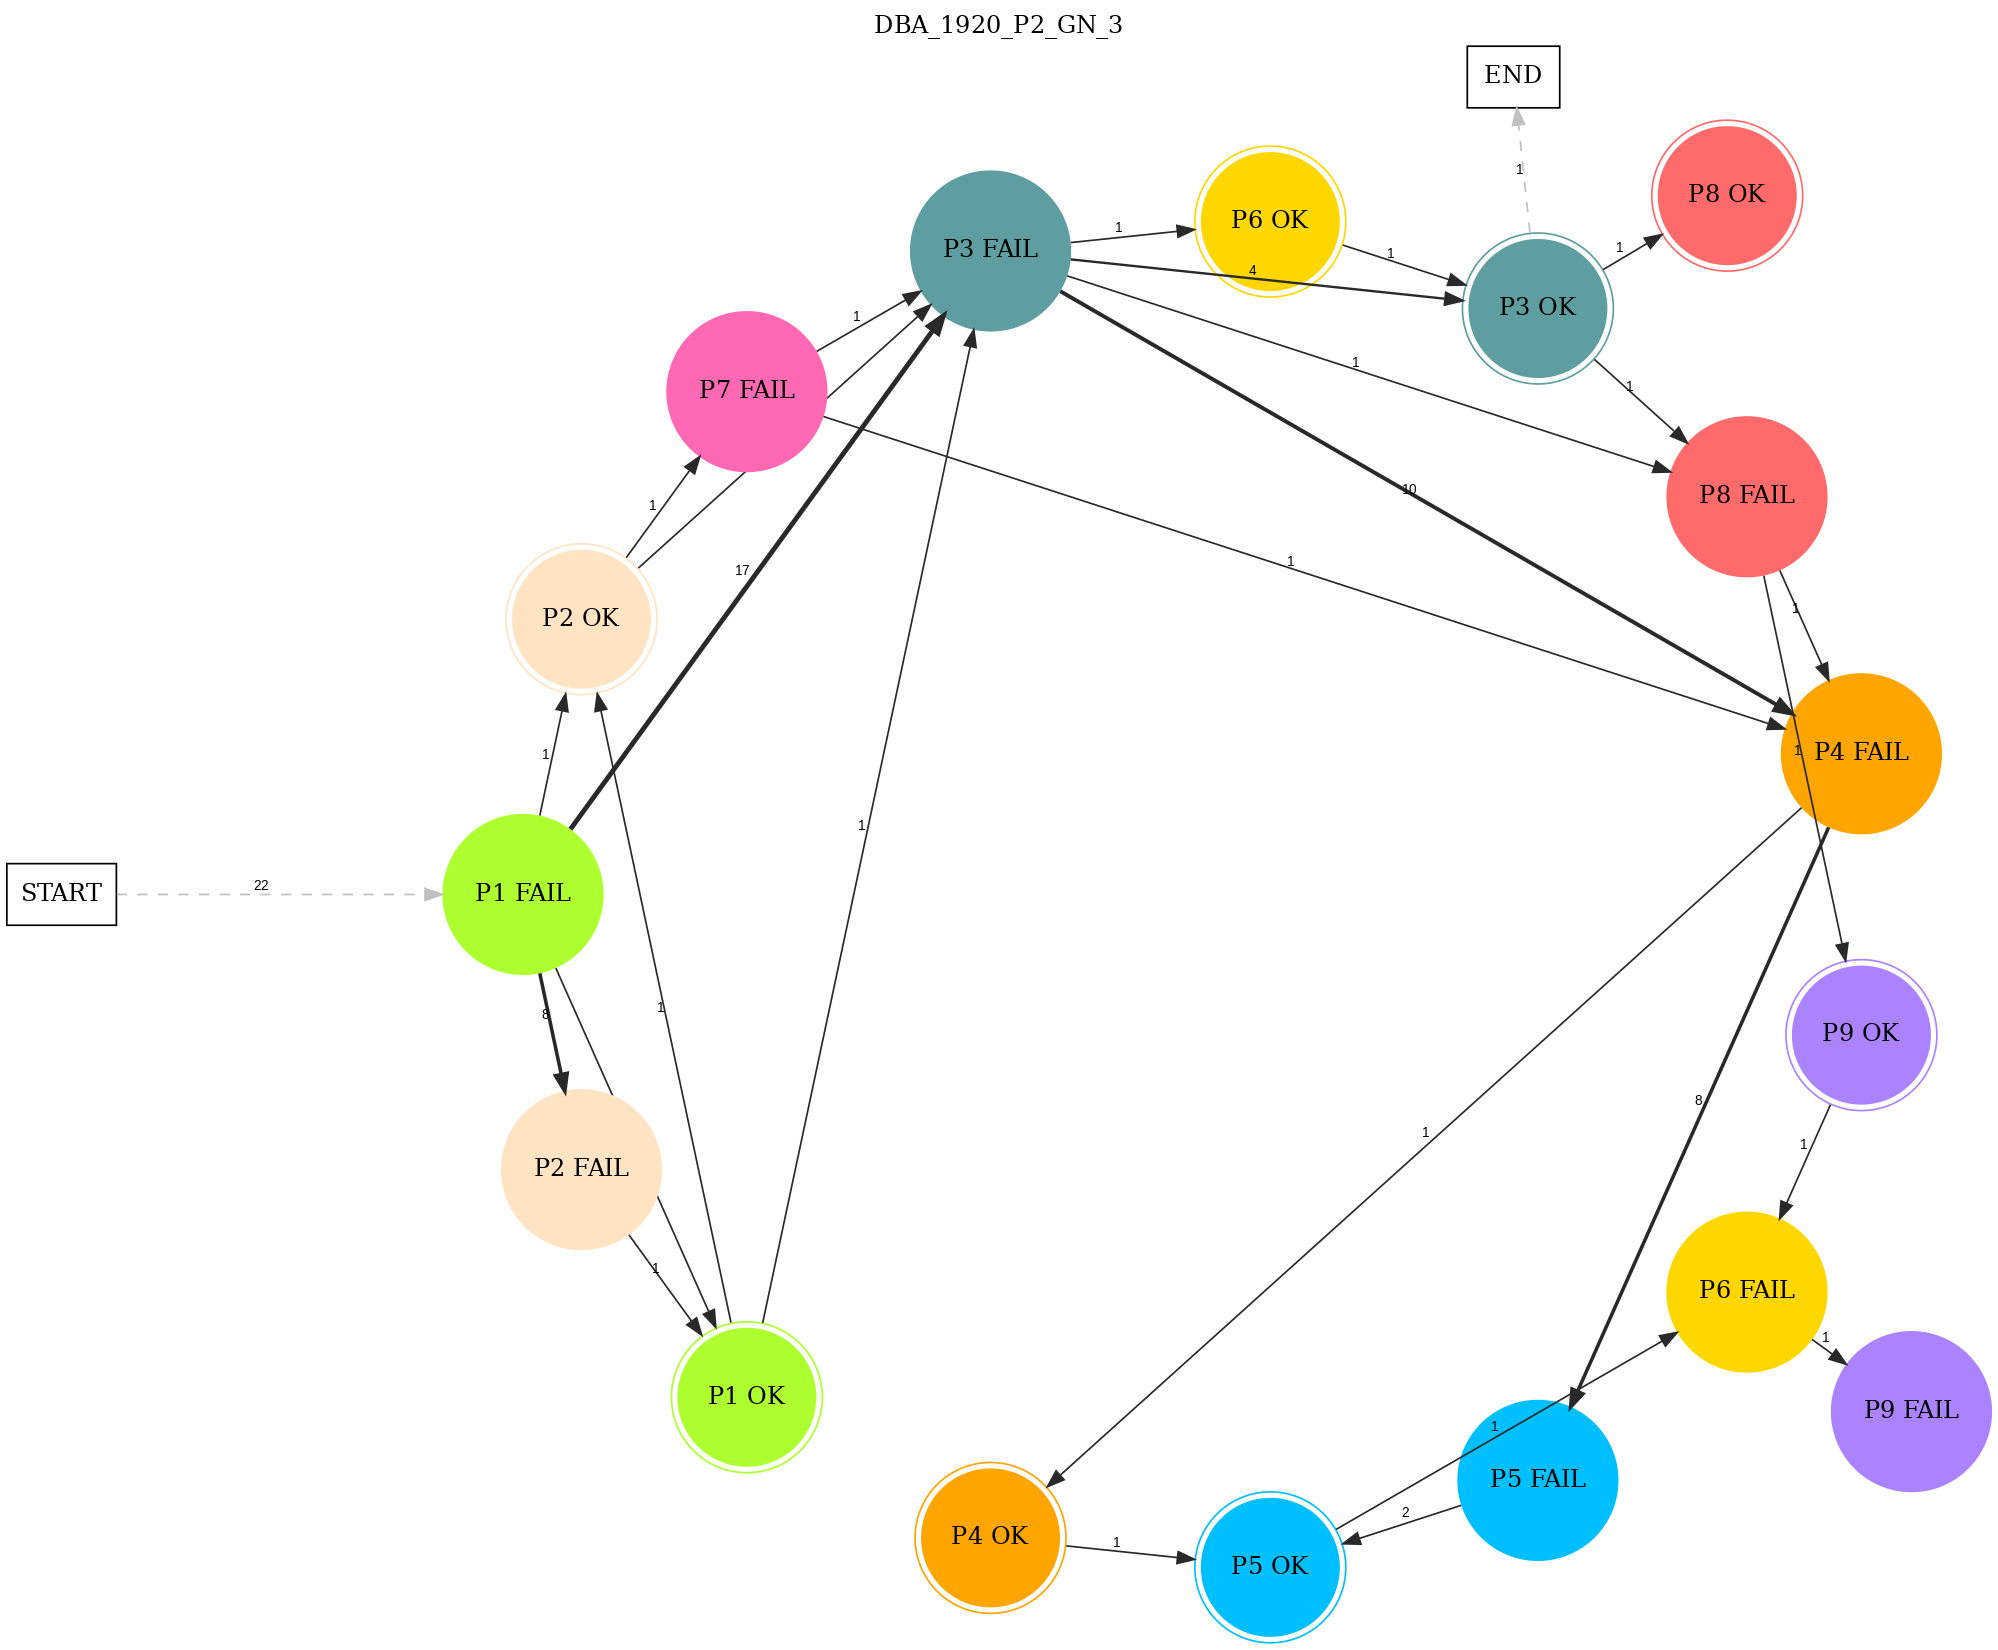 DBA_1920_P2_GN_3
END
1
P8 OK
P6 OK
P3 FAIL
1
1
1
4
P3 OK
1
1
1
P7 FAIL
P8 FAIL
10
1
1
17
1
P2 OK
1
1
1
P4 FAIL
1
22
START
P1 FAIL
1
8
P9 OK
8
1
1
P2 FAIL
1
P6 FAIL
1
P1 OK
P9 FAIL
1
P5 FAIL
2
P4 OK
1
P5 OK